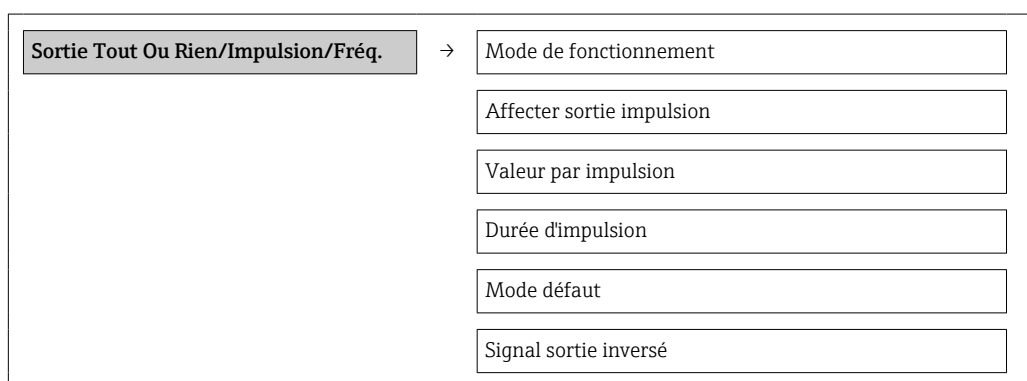 Sortie Tout Ou Rien/Impulsion/Fréq. → Mode de fonctionnement
Affecter sortie impulsion
Valeur par impulsion
Durée d'impulsion
Mode défaut
Signal sortie inversé